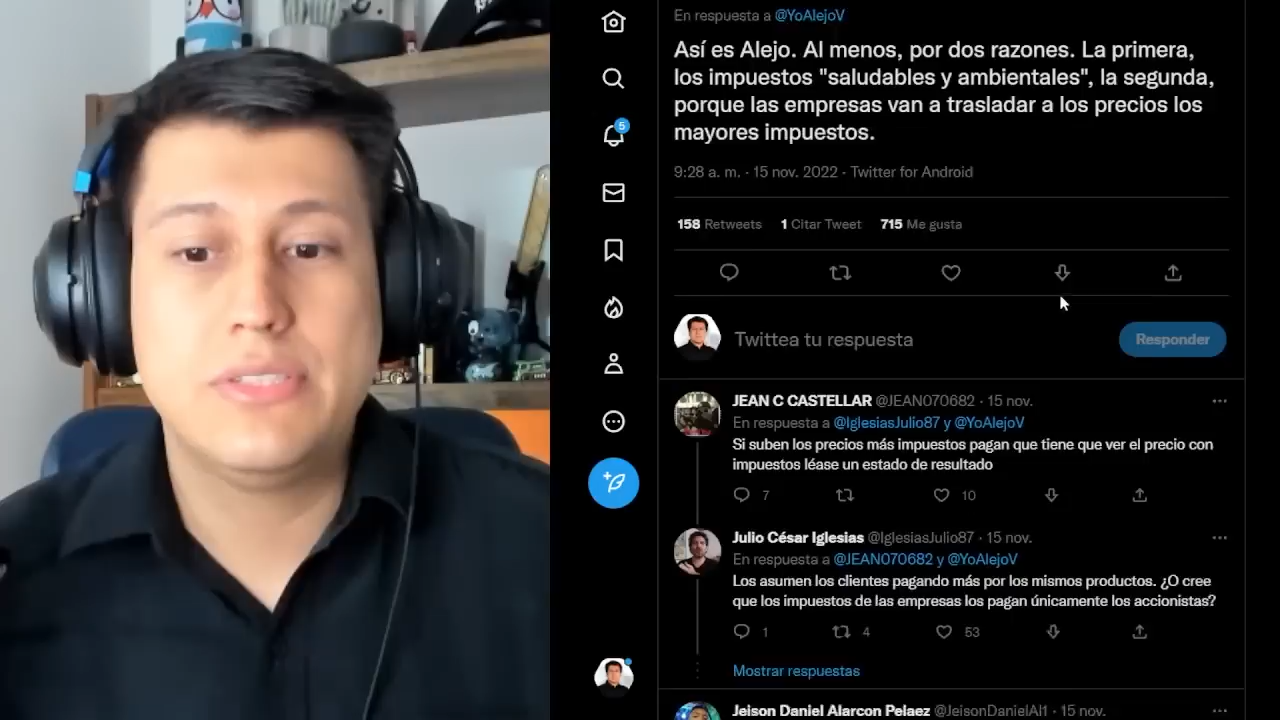 En respuesta a @YoAlejoV
Así es Alejo. Al menos, por dos razones. La primera,
los impuestos "saludables y ambientales", la segunda,
porque las empresas van a trasladar a los precios los
mayores impuestos.
9:28 a. m. · 15 nov. 2022 · Twitter for Android
158 Retweets 1 Citar Tweet 715 Me gusta
5
Twittea tu respuesta
Responder
JEAN C CASTELLAR @JEAN070682 · 15 nov.
En respuesta a @IglesiasJulio87 y @YoAlejoV
Si suben los precios más impuestos pagan que tiene que ver el precio con
impuestos léase un estado de resultado
7 10
Julio César Iglesias @IglesiasJulio87 · 15 nov.
En respuesta a @JEAN070682 y @YoAlejoV
Los asumen los clientes pagando más por los mismos productos. ¿O cree
que los impuestos de las empresas los pagan únicamente los accionistas?
1 4 53
Mostrar respuestas
Jeison Daniel Alarcon Pelaez @JeisonDanielAl1 · 15 nov.